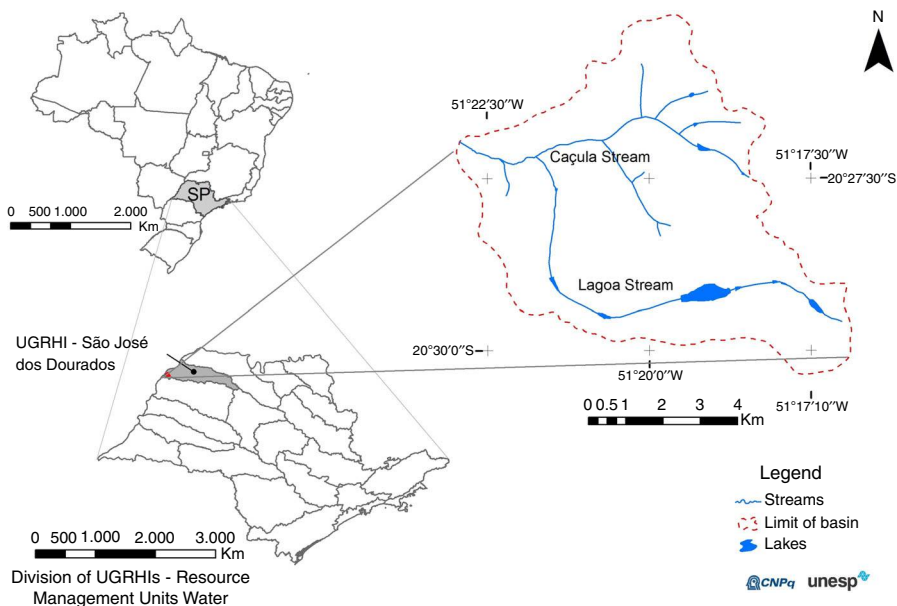 N
51°22′30′′W
51°17′30′′W
20°27′30′′S
Caçula Stream
SP
0 500 1.000 2.000
Km
Lagoa Stream
UGRHI - São José
dos Dourados
20°30′0′′S
51°20′0′′W
51°17′10′′W
0 0.5 1 2 3 4
Km
Legend
Streams
Limit of basin
Lakes
0 500 1.000 2.000 3.000
Km
Division of UGRHIs - Resource
Management Units Water
CNPq unesp